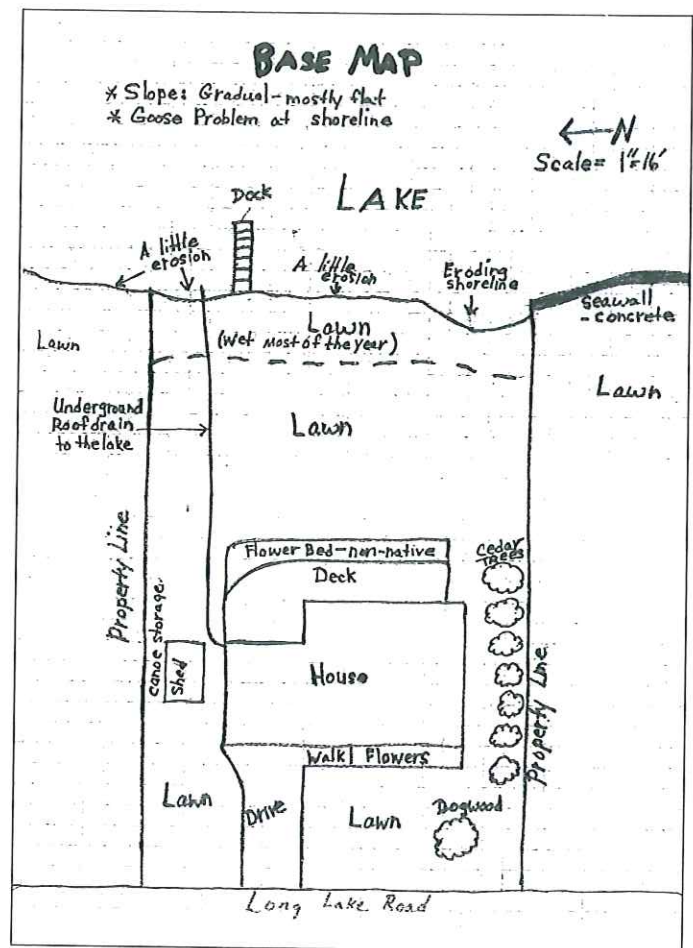 BASE MAP
* Slope: Gradual-mostly flat
* Goose Problem at shoreline
N
Scale= 1"=16'
Dock
LAKE
A little
erosion
A little
erosion
Eroding
shoreline
Seawall
- concrete
Lawn
Lawn
(Wet most of the year)
Lawn
Underground
Roof drain
to the lake
Lawn
Property Line
canoe storage
Shed
Flower Bed-non-native
Deck
Cedar
Trees
House
Property Line
Walk
Flowers
Lawn
Drive
Lawn
Dogwood
Long Lake Road